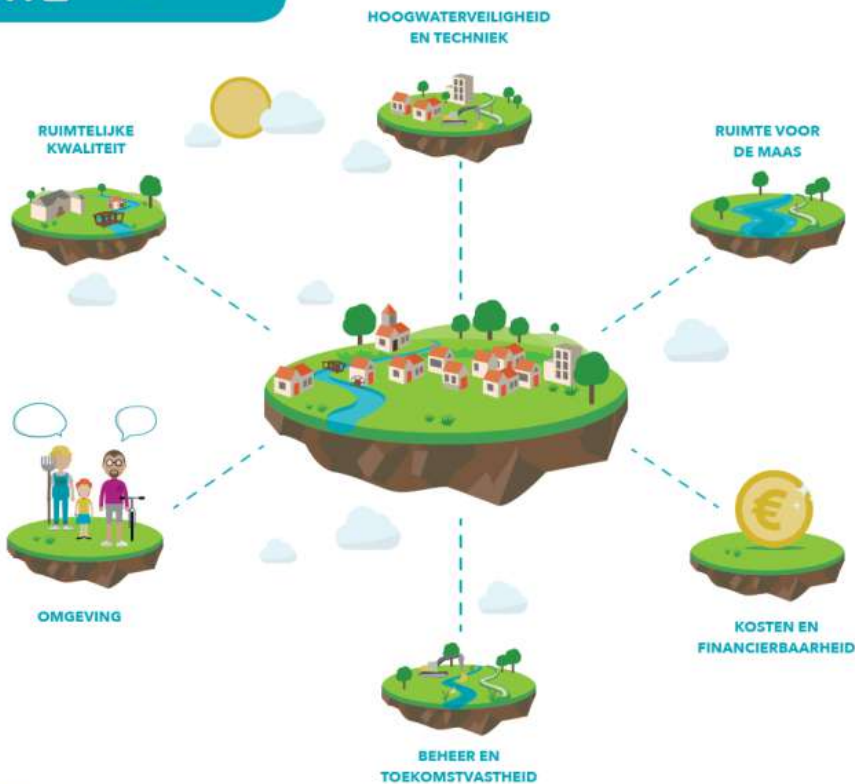 HOOGWATERVEILIGHEID
EN TECHNIEK
RUIMTELIJKE
KWALITEIT
RUIMTE VOOR
DE MAAS
€
OMGEVING
KOSTEN EN
FINANCIERBAARHEID
BEHEER EN
TOEKOMSTVASTHEID